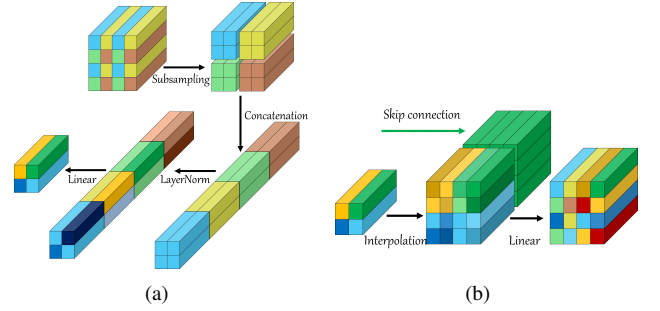 Subsampling
Concatenation
Linear
LayerNorm
(a)
Skip connection
Interpolation
Linear
(b)